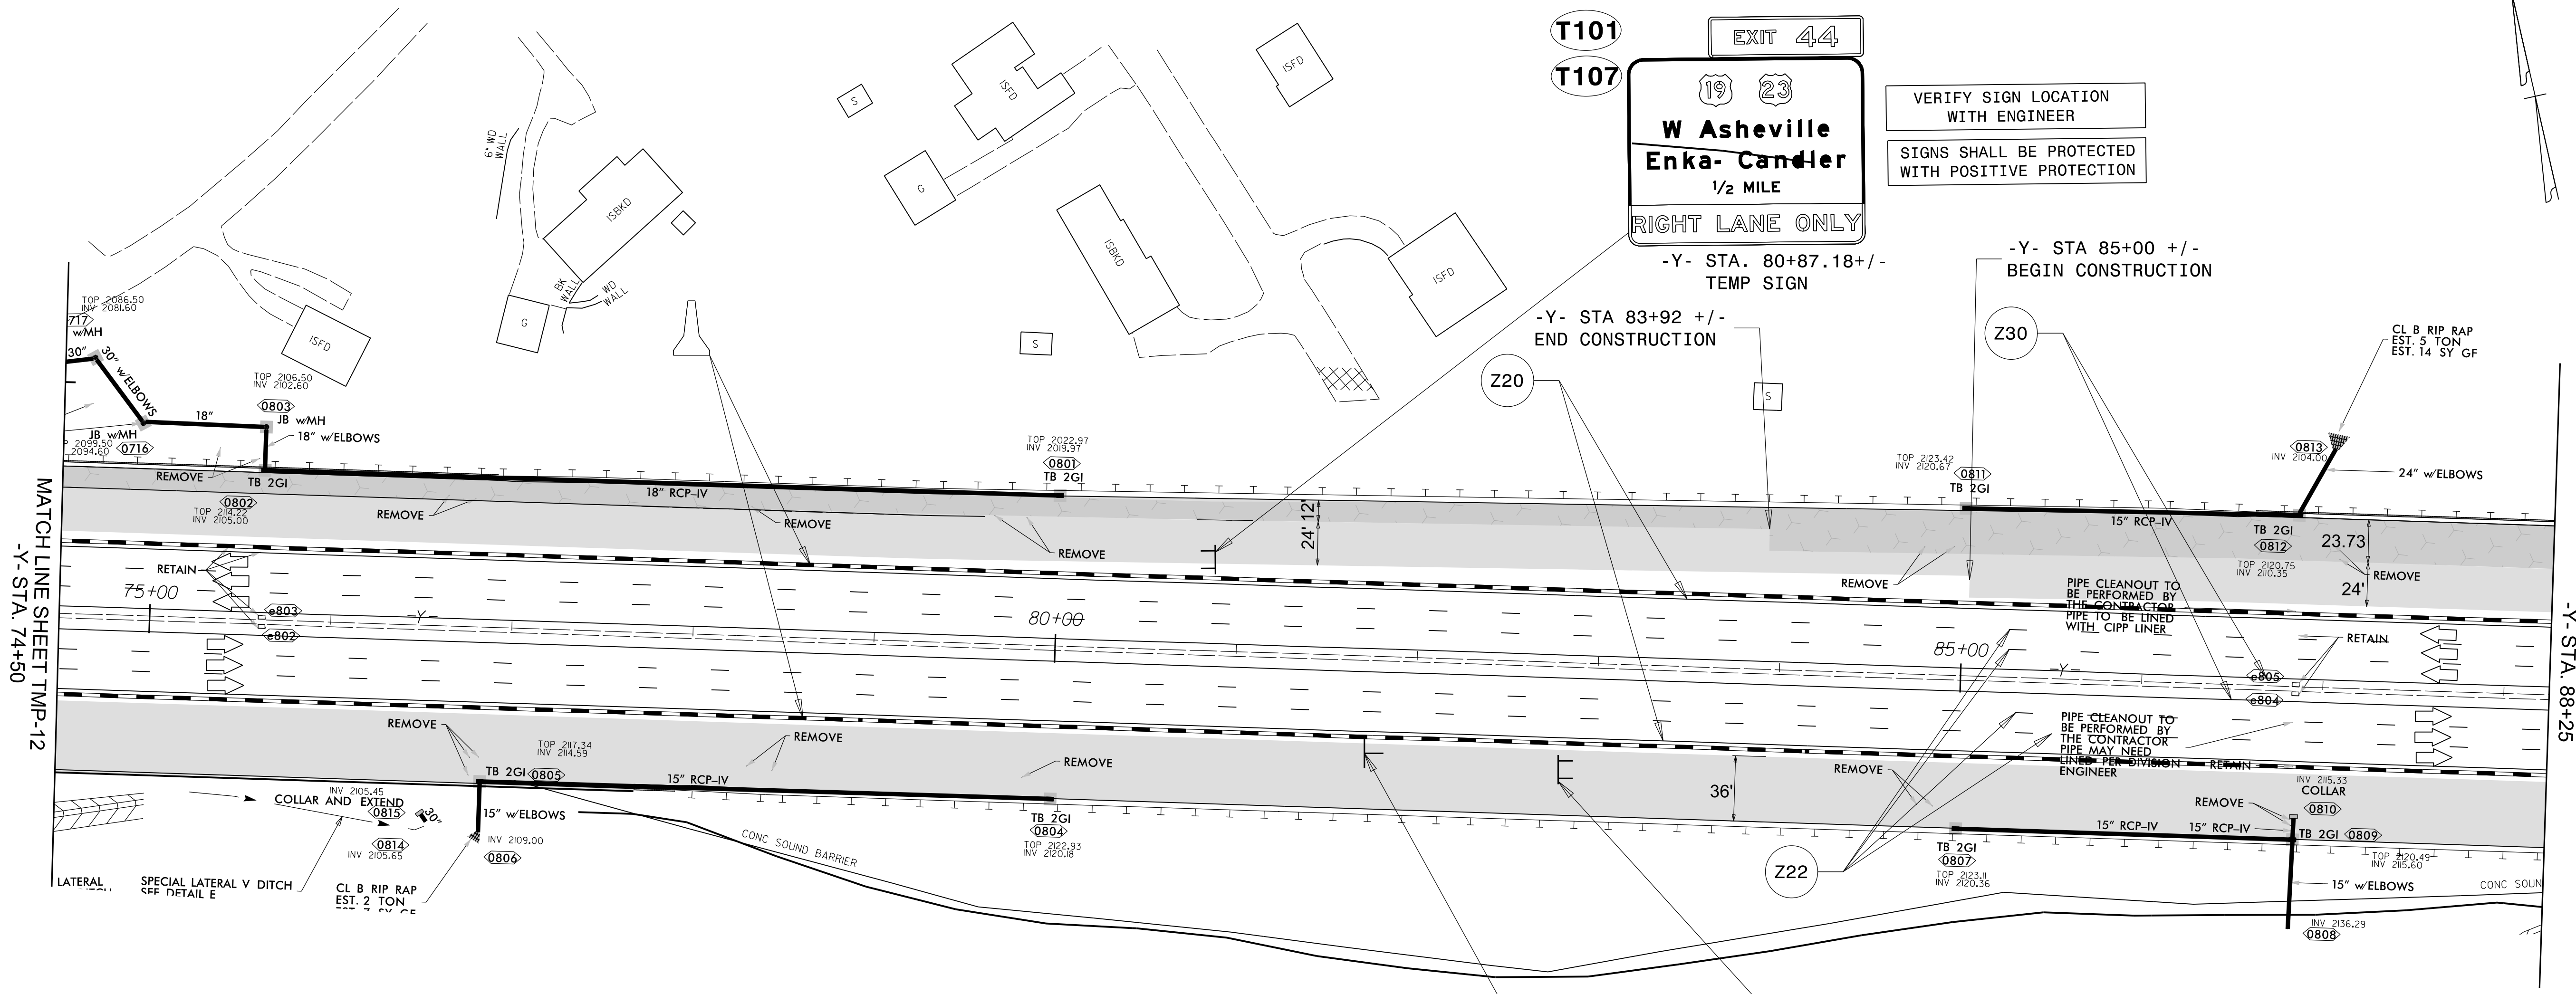 T101
T107
EXIT 44
19 23
W Asheville
Enka- Candler
1/2 MILE
RIGHT LANE ONLY
VERIFY SIGN LOCATION
WITH ENGINEER
SIGNS SHALL BE PROTECTED
WITH POSITIVE PROTECTION
-Y- STA. 80+87.18+/-
TEMP SIGN
-Y- STA 85+00 +/-
BEGIN CONSTRUCTION
-Y- STA 83+92 +/-
END CONSTRUCTION
Z20
Z30
CL B RIP RAP
EST. 5 TON
EST. 14 SY GF
6" WD
WALL
ISBKD
S
ISFD
G
ISFD
ISBKD
ISFD
S
S
G
BK
WALL
WD
WALL
ISFD
TOP 2086.50
INV 2081.60
717
w/MH
30"
30" w/ELBOWS
18"
TOP 2106.50
INV 2102.60
0803
JB w/MH
18" w/ELBOWS
JB w/MH
0716
2099.50
2094.60
REMOVE
TB 2GI
0802
TOP 2114.22
INV 2105.00
REMOVE
18" RCP-IV
REMOVE
TOP 2022.97
INV 2019.97
0801
TB 2GI
REMOVE
24' 12'
TOP 2123.42
INV 2120.67
0811
TB 2GI
15" RCP-IV
0813
INV 2104.00
24" w/ELBOWS
TB 2GI
0812
TOP 2120.75
INV 2110.35
23.73
REMOVE
24'
REMOVE
PIPE CLEANOUT TO
BE PERFORMED BY
THE CONTRACTOR
PIPE TO BE LINED
WITH CIPP LINER
RETAIN
RETAIN
75+00
e803
e802
-Y-
80+00
85+00
-Y-
e805
e804
MATCH LINE SHEET TMP-12
-Y- STA. 74+50
-Y- STA. 88+25
PIPE CLEANOUT TO
BE PERFORMED BY
THE CONTRACTOR
PIPE MAY NEED
LINED PER DIVISION
ENGINEER
RETAIN
INV 2115.33
COLLAR
0810
REMOVE
REMOVE
15" RCP-IV
15" RCP-IV
TB 2GI
0809
TOP 2120.49
INV 2115.60
15" w/ELBOWS
CONC SOUN
INV 2136.29
0808
TB 2GI
0807
TOP 2123.11
INV 2120.36
Z22
36'
REMOVE
REMOVE
REMOVE
TOP 2117.34
INV 2114.59
TB 2GI
0805
15" RCP-IV
TB 2GI
0804
TOP 2122.93
INV 2120.18
CONC SOUND BARRIER
15" w/ELBOWS
INV 2109.00
0806
INV 2105.45
COLLAR AND EXTEND
0815
30"
0814
INV 2105.65
LATERAL
SPECIAL LATERAL V DITCH
SEE DETAIL E
CL B RIP RAP
EST. 2 TON